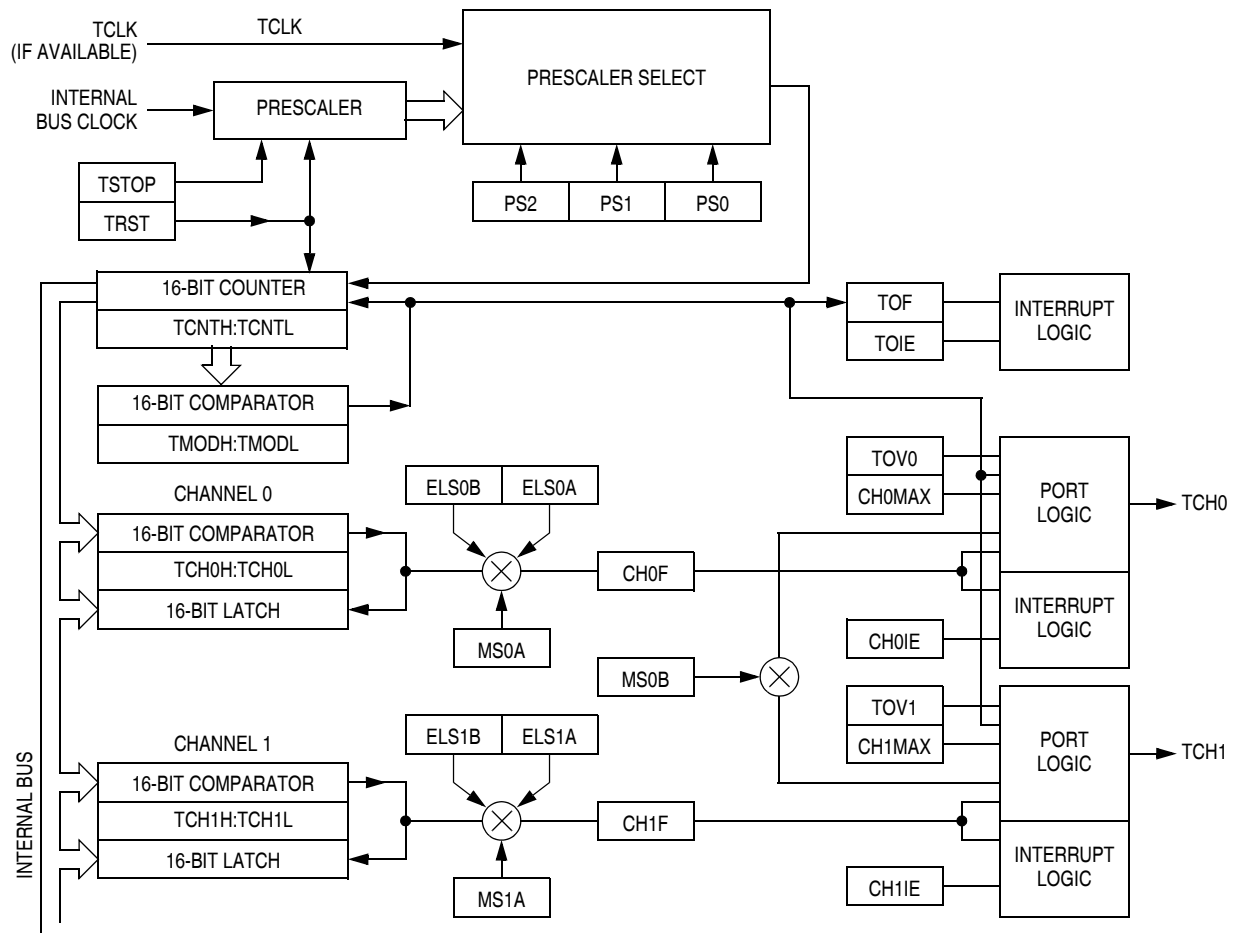 TCLK
(IF AVAILABLE)
TCLK
PRESCALER SELECT
INTERNAL
BUS CLOCK
PRESCALER
TSTOP
TRST
PS2
PS1
PS0
16-BIT COUNTER
TCNTH:TCNTL
TOF
TOIE
INTERRUPT
LOGIC
16-BIT COMPARATOR
TMODH:TMODL
CHANNEL 0
ELS0B
ELS0A
TOV0
CH0MAX
PORT
LOGIC
TCH0
16-BIT COMPARATOR
TCH0H:TCH0L
16-BIT LATCH
CH0F
MS0A
INTERRUPT
LOGIC
CH0IE
MS0B
CHANNEL 1
ELS1B
ELS1A
TOV1
CH1MAX
PORT
LOGIC
TCH1
16-BIT COMPARATOR
TCH1H:TCH1L
16-BIT LATCH
CH1F
MS1A
INTERRUPT
LOGIC
CH1IE
INTERNAL BUS